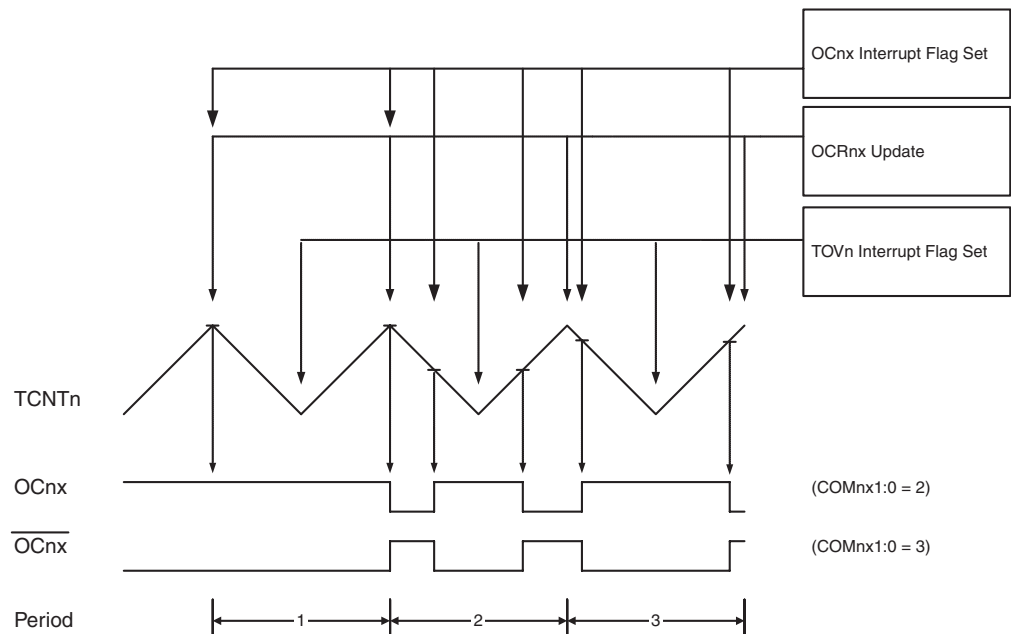 OCnx Interrupt Flag Set
OCRnx Update
TOVn Interrupt Flag Set
TCNTn
OCnx (COMnx1:0 = 2)
OCnx (COMnx1:0 = 3)
Period 1 2 3